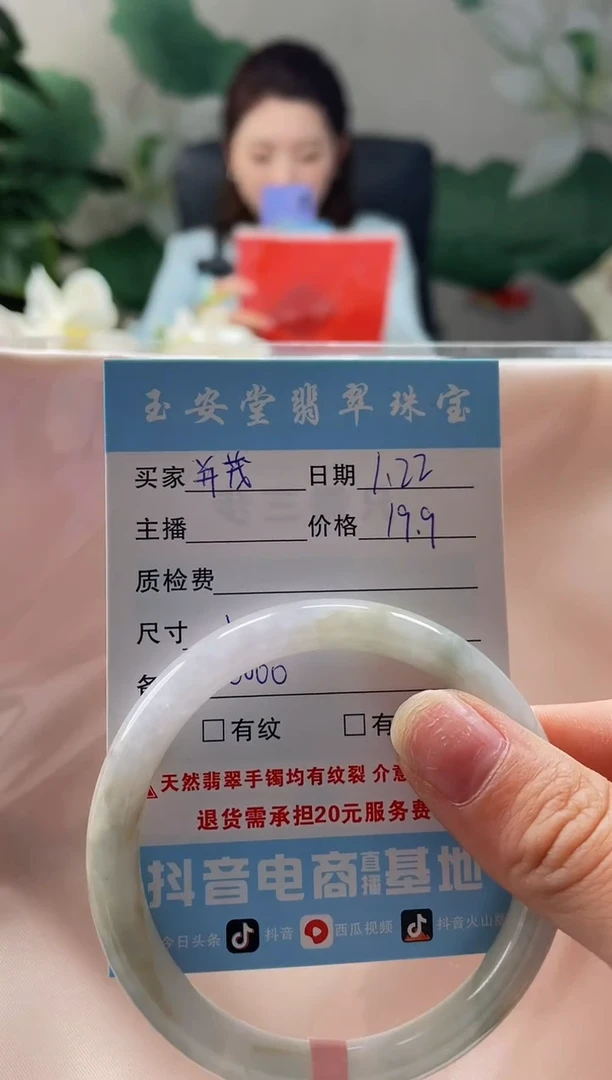 玉安堂翡翠珠宝
买家 并茂 日期 1.22
主播 价格 19.9
质检费
尺寸
000
□有纹 □有
天然翡翠手镯均有纹裂 介意
退货需承担20元服务费
抖音电商直播基地
今日头条 抖音 西瓜视频 抖音火山